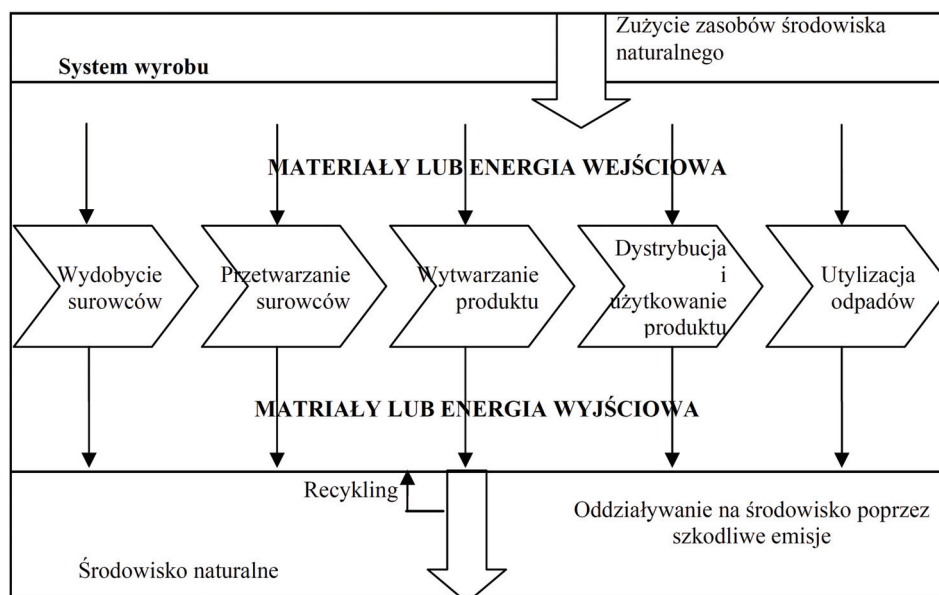 Zużycie zasobów środowiska
naturalnego
System wyrobu
MATERIAŁY LUB ENERGIA WEJŚCIOWA
Wydobycie
surowców
Przetwarzanie
surowców
Wytwarzanie
produktu
Dystrybucja
i
użytkowanie
produktu
Utylizacja
odpadów
MATRIAŁY LUB ENERGIA WYJŚCIOWA
Recykling
Oddziaływanie na środowisko poprzez
szkodliwe emisje
Środowisko naturalne